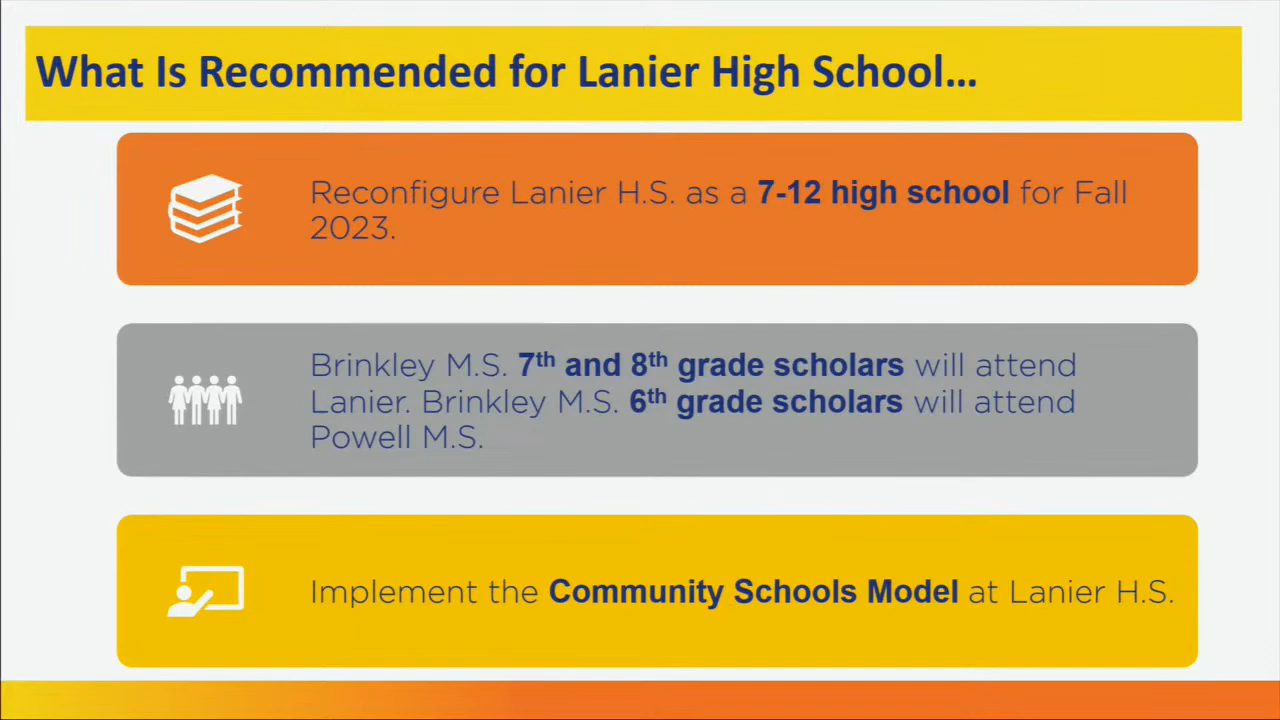 What Is Recommended for Lanier High School…
Reconfigure Lanier H.S. as a 7-12 high school for Fall
2023.
Brinkley M.S. 7th and 8th grade scholars will attend
Lanier. Brinkley M.S. 6th grade scholars will attend
Powell M.S.
Implement the Community Schools Model at Lanier H.S.